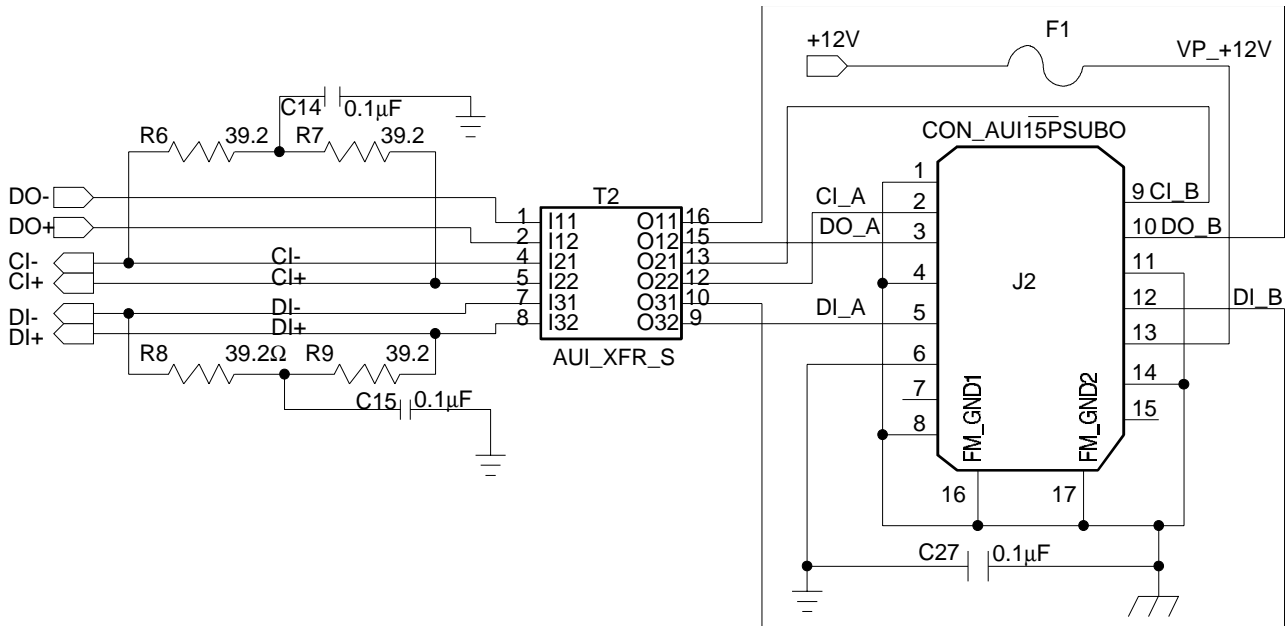 +12V
F1
VP_+12V
C14
0.1µF
R6
39.2
R7
39.2
CON_AUI15PSUBO
DO-
DO+
CI-
CI+
DI-
DI+
CI-
CI+
DI-
DI+
T2
1 I11 O11 16
2 I12 O12 15
4 I21 O21 13
5 I22 O22 12
7 I31 O31 10
8 I32 O32 9
AUI_XFR_S
R8
39.2Ω
R9
39.2
C15
0.1µF
CI_A
DO_A
DI_A
1
2
3
4
5
6
7
8
J2
9 CI_B
10 DO_B
11
12 DI_B
13
14
15
FM_GND1
FM_GND2
16
17
C27
0.1µF